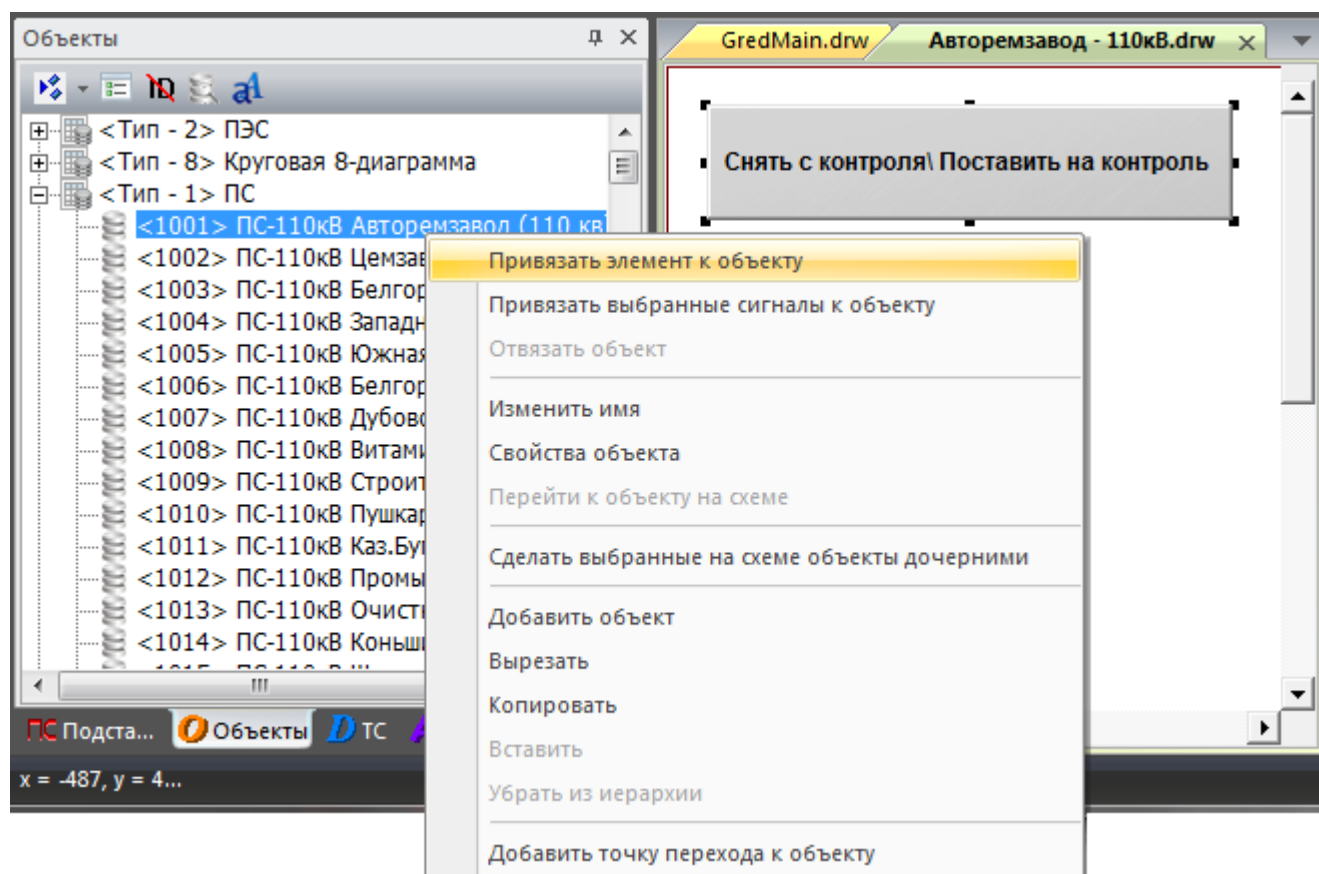 Объекты
GredMain.drw
Авторемзавод - 110кВ.drw
<Тип - 2> ПЭС
<Тип - 8> Круговая 8-диаграмма
<Тип - 1> ПС
Снять с контроля\ Поставить на контроль
<1001> ПС-110кВ Авторемзавод (110 кв)
<1002> ПС-110кВ Цемзав
<1003> ПС-110кВ Белгор
<1004> ПС-110кВ Западн
<1005> ПС-110кВ Южная
<1006> ПС-110кВ Белгор
<1007> ПС-110кВ Дубово
<1008> ПС-110кВ Витами
<1009> ПС-110кВ Строит
<1010> ПС-110кВ Пушкар
<1011> ПС-110кВ Каз.Бу
<1012> ПС-110кВ Промы
<1013> ПС-110кВ Очист
<1014> ПС-110кВ Коньши
Привязать элемент к объекту
Привязать выбранные сигналы к объекту
Отвязать объект
Изменить имя
Свойства объекта
Перейти к объекту на схеме
Сделать выбранные на схеме объекты дочерними
Добавить объект
Вырезать
Копировать
Вставить
Убрать из иерархии
Добавить точку перехода к объекту
ПС Подста...
Объекты
ТС
x = -487, y = 4...